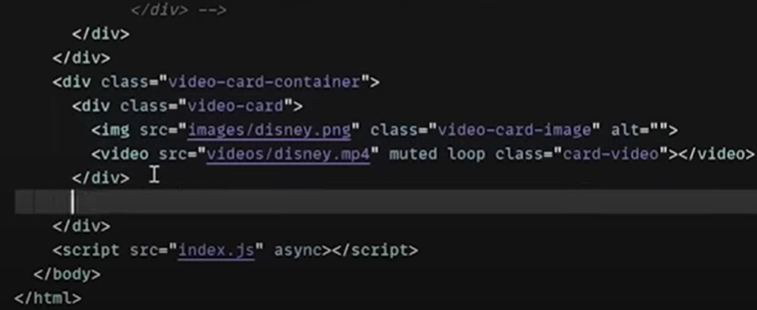 </div> -->
</div>
</div>
<div class="video-card-container">
<div class="video-card">
<img src="images/disney.png" class="video-card-image" alt="">
<video src="videos/disney.mp4" muted loop class="card-video"></video>
</div>
</div>
<script src="index.js" async></script>
</body>
</html>